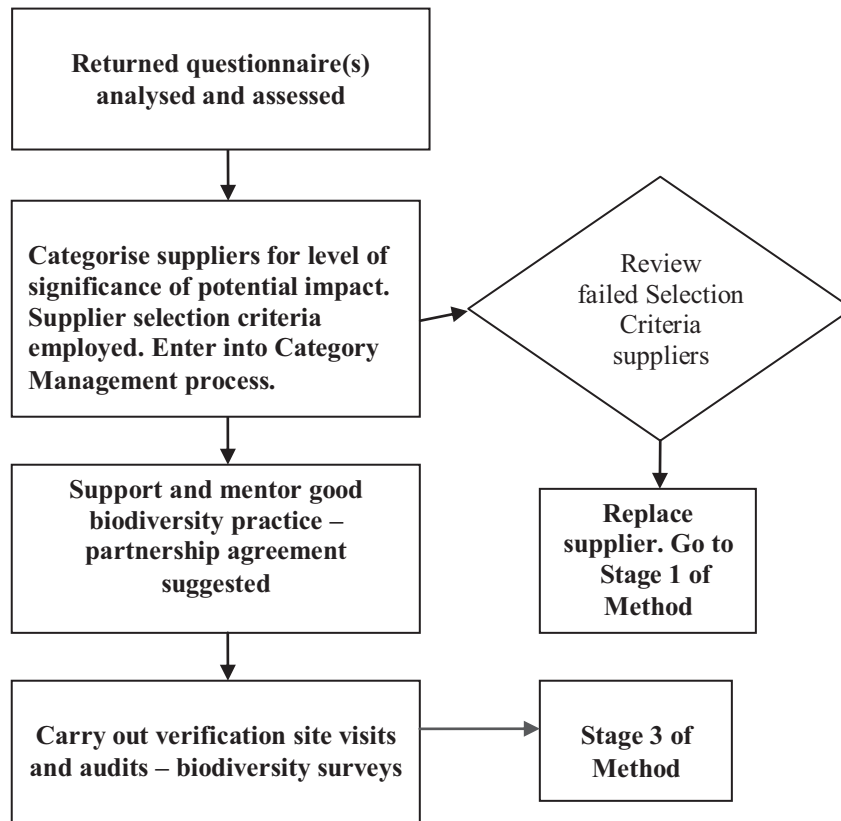 Returned questionnaire(s)
analysed and assessed
Categorise suppliers for level of
significance of potential impact.
Supplier selection criteria
employed. Enter into Category
Management process.
Review
failed Selection
Criteria
suppliers
Support and mentor good
biodiversity practice –
partnership agreement
suggested
Replace
supplier. Go to
Stage 1 of
Method
Carry out verification site visits
and audits – biodiversity surveys
Stage 3 of
Method